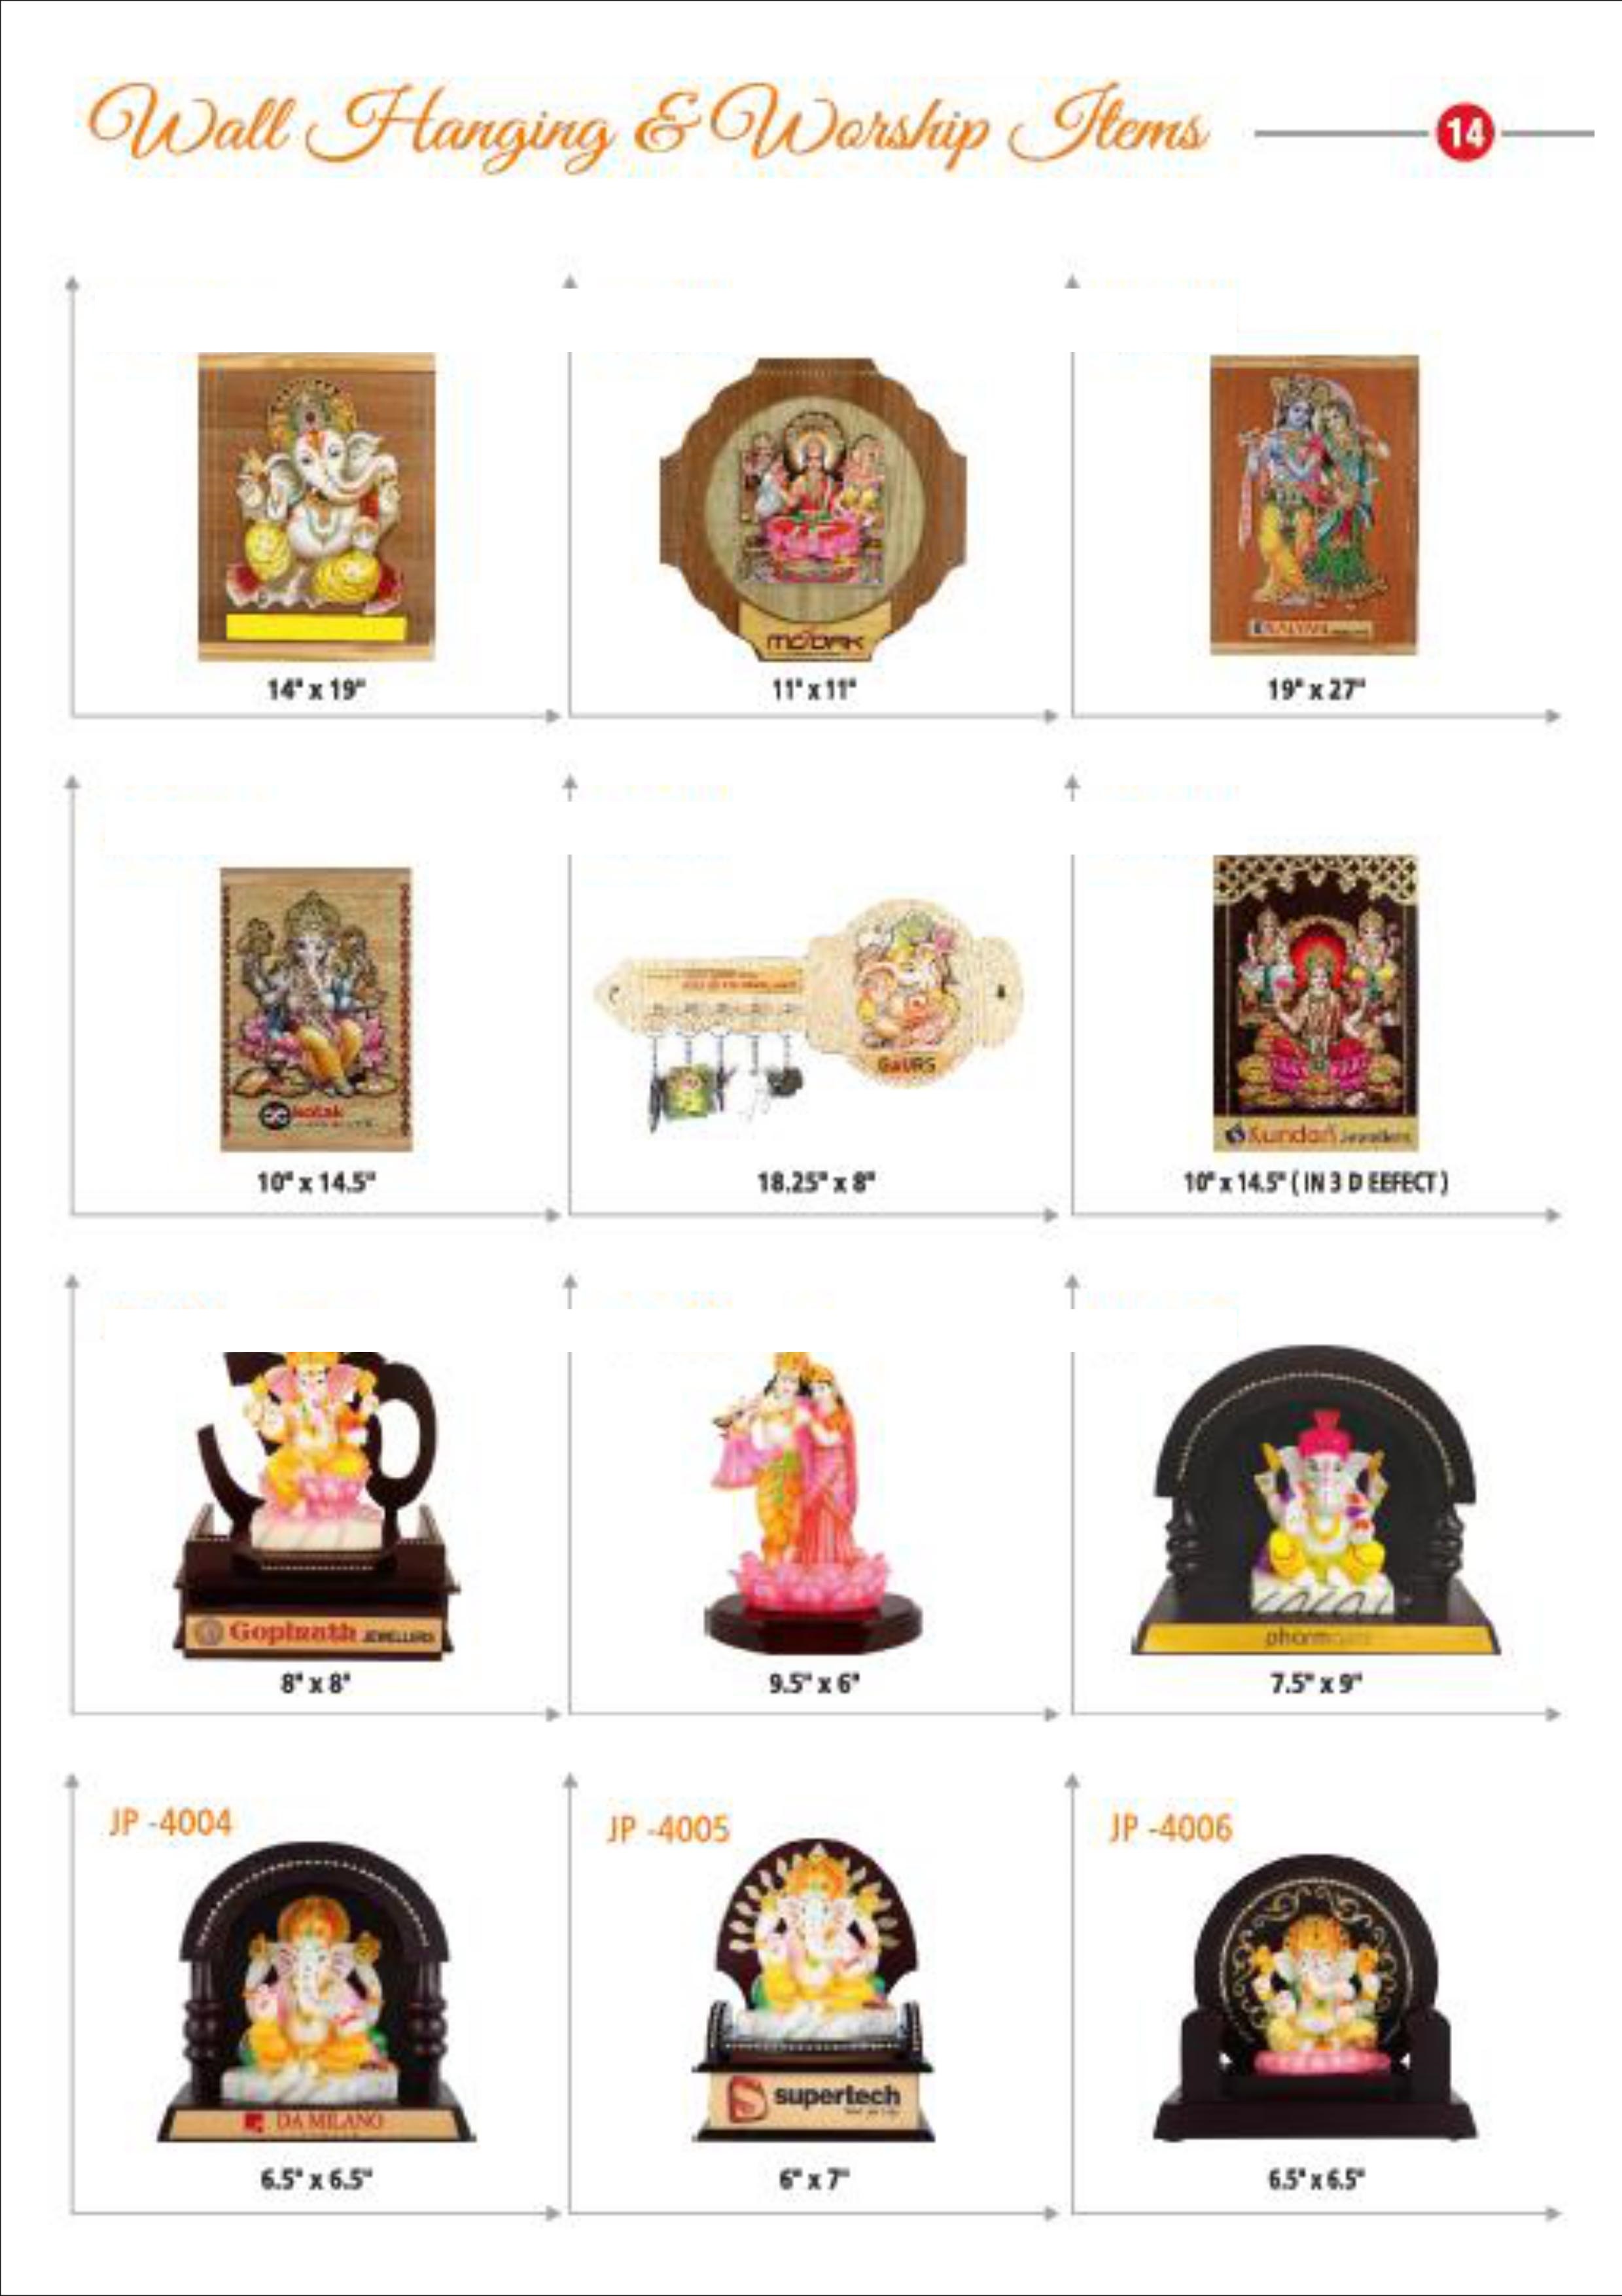 Wall Hanging & Worship Items
14
MODAK
14" x 19"
11" x 11"
19" x 27"
kotak
GaURS
Kundan Jewellers
10" x 14.5"
18.25" x 8"
10" x 14.5" ( IN 3 D EEFECT )
Gopinath JEWELLERS
8" x 8"
9.5" x 6"
7.5" x 9"
JP -4004
JP -4005
JP -4006
DA MILANO
supertech
6.5" x 6.5"
6" x 7"
6.5" x 6.5"